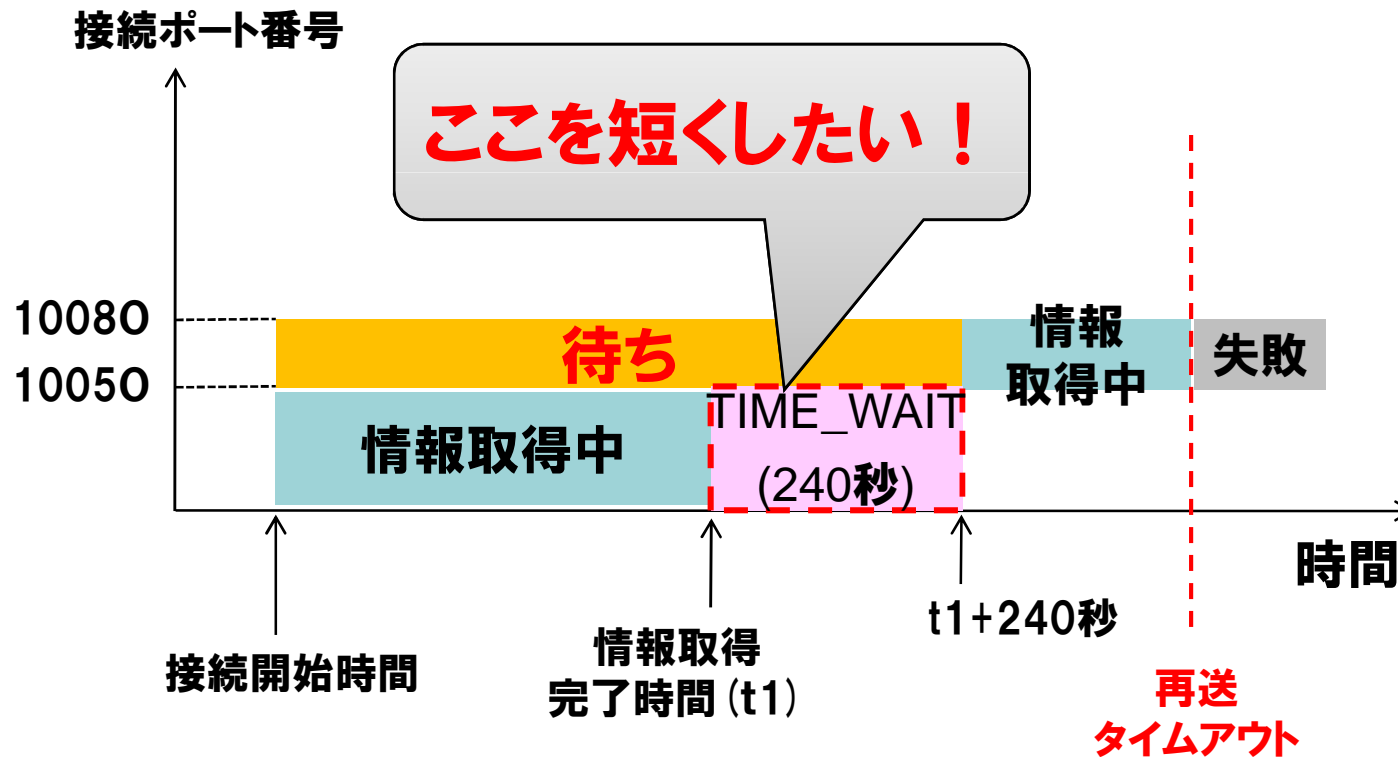 接続ポート番号
ここを短くしたい！
10080
待ち
情報
取得中
失敗
10050
情報取得中
TIME_WAIT
(240秒)
時間
接続開始時間
情報取得
完了時間(t1)
t1+240秒
再送
タイムアウト